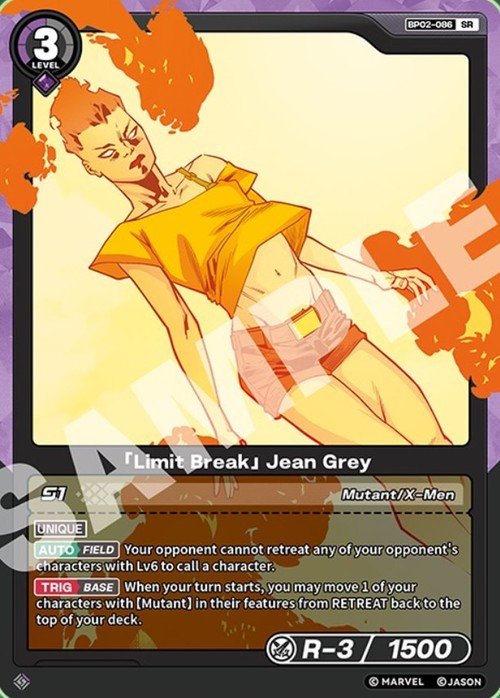 3
LEVEL
BP02-086 SR
SAMPLE
「Limit Break」 Jean Grey
S1
Mutant/X-Men
UNIQUE
AUTO FIELD Your opponent cannot retreat any of your opponent's
characters with Lv6 to call a character.
TRIG BASE When your turn starts, you may move 1 of your
characters with [Mutant] in their features from RETREAT back to the
top of your deck.
R-3 / 1500
© MARVEL ©JASON